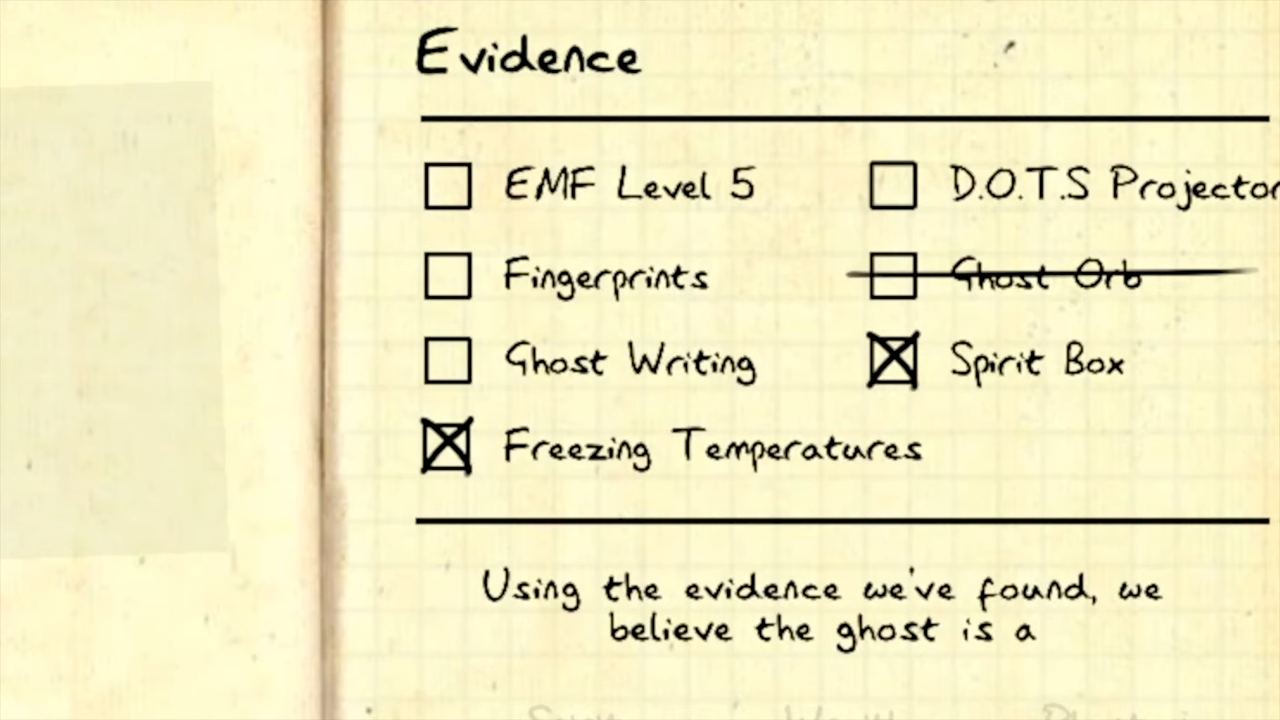 Evidence
EMF Level 5
D.O.T.S Projector
Fingerprints
Ghost Orb
Ghost Writing
Spirit Box
Freezing Temperatures
Using the evidence we've found, we
believe the ghost is a